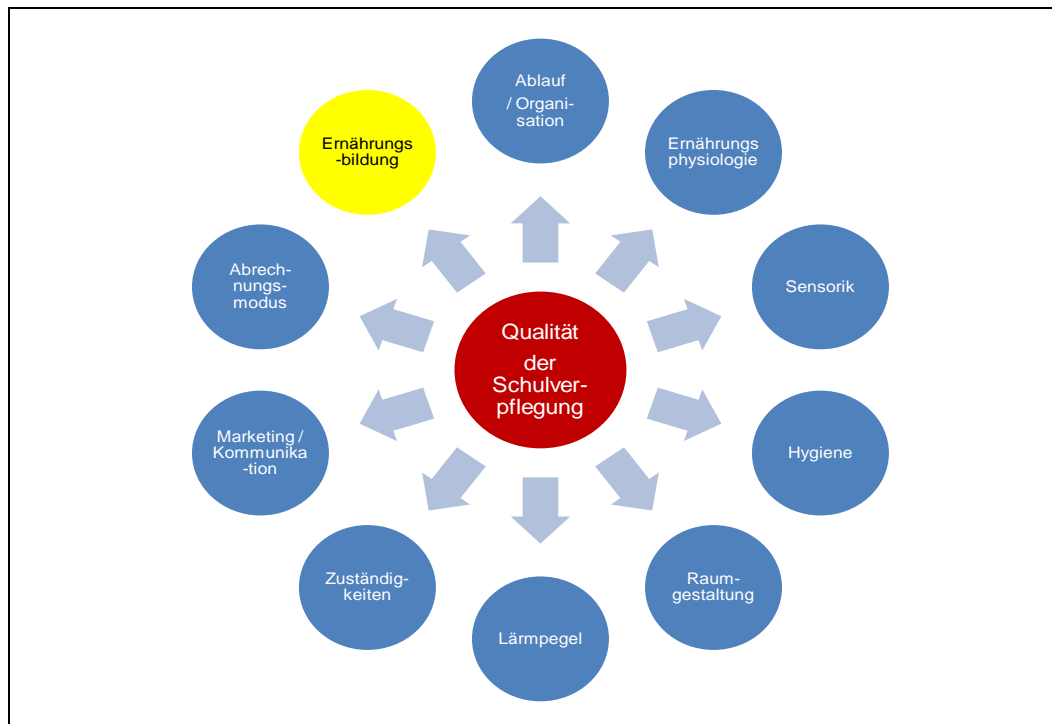 Ablauf
/ Organi-
sation
Ernährungs
physiologie
Sensorik
Hygiene
Raum-
gestaltung
Lärmpegel
Zuständig-
keiten
Marketing /
Kommunika
-tion
Abrech-
nungs-
modus
Ernährungs
-bildung
Qualität
der
Schulver-
pflegung